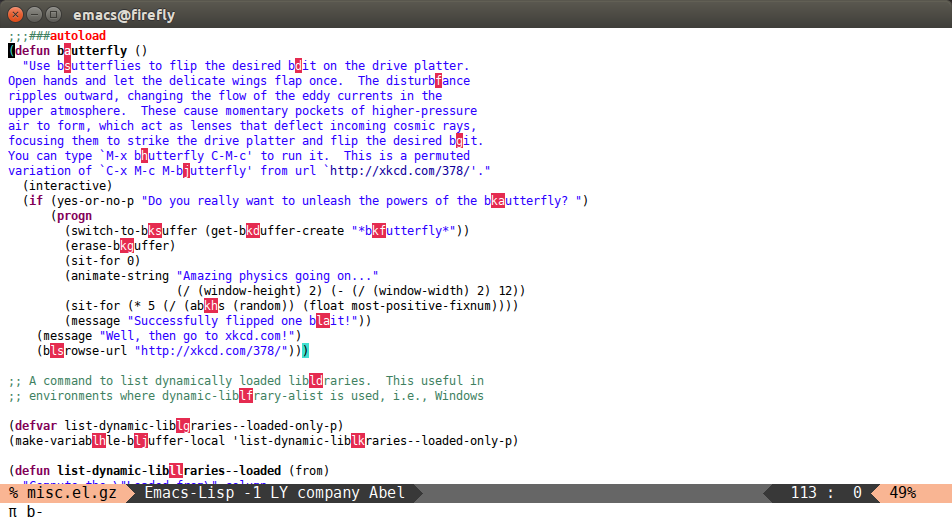 emacs@firefly
;;;###autoload
(defun bautterfly ()
  "Use bsutterflies to flip the desired bdit on the drive platter.
Open hands and let the delicate wings flap once.  The disturbfance
ripples outward, changing the flow of the eddy currents in the
upper atmosphere.  These cause momentary pockets of higher-pressure
air to form, which act as lenses that deflect incoming cosmic rays,
focusing them to strike the drive platter and flip the desired bgit.
You can type `M-x bhutterfly C-M-c' to run it.  This is a permuted
variation of `C-x M-c M-bjutterfly' from url `http://xkcd.com/378/'."
  (interactive)
  (if (yes-or-no-p "Do you really want to unleash the powers of the bkautterfly? ")
      (progn
        (switch-to-bksuffer (get-bkduffer-create "*bkfutterfly*"))
        (erase-bkguffer)
        (sit-for 0)
        (animate-string "Amazing physics going on..."
                        (/ (window-height) 2) (- (/ (window-width) 2) 12))
        (sit-for (* 5 (/ (abkhs (random)) (float most-positive-fixnum))))
        (message "Successfully flipped one blait!"))
    (message "Well, then go to xkcd.com!")
    (blsrowse-url "http://xkcd.com/378/")))
;; A command to list dynamically loaded libldraries.  This useful in
;; environments where dynamic-liblfrary-alist is used, i.e., Windows
(defvar list-dynamic-liblgraries--loaded-only-p)
(make-variablhle-bljuffer-local 'list-dynamic-liblkraries--loaded-only-p)
(defun list-dynamic-libllraries--loaded (from)
% misc.el.gz Emacs-Lisp -1 LY company Abel 113 : 0 49%
π b-